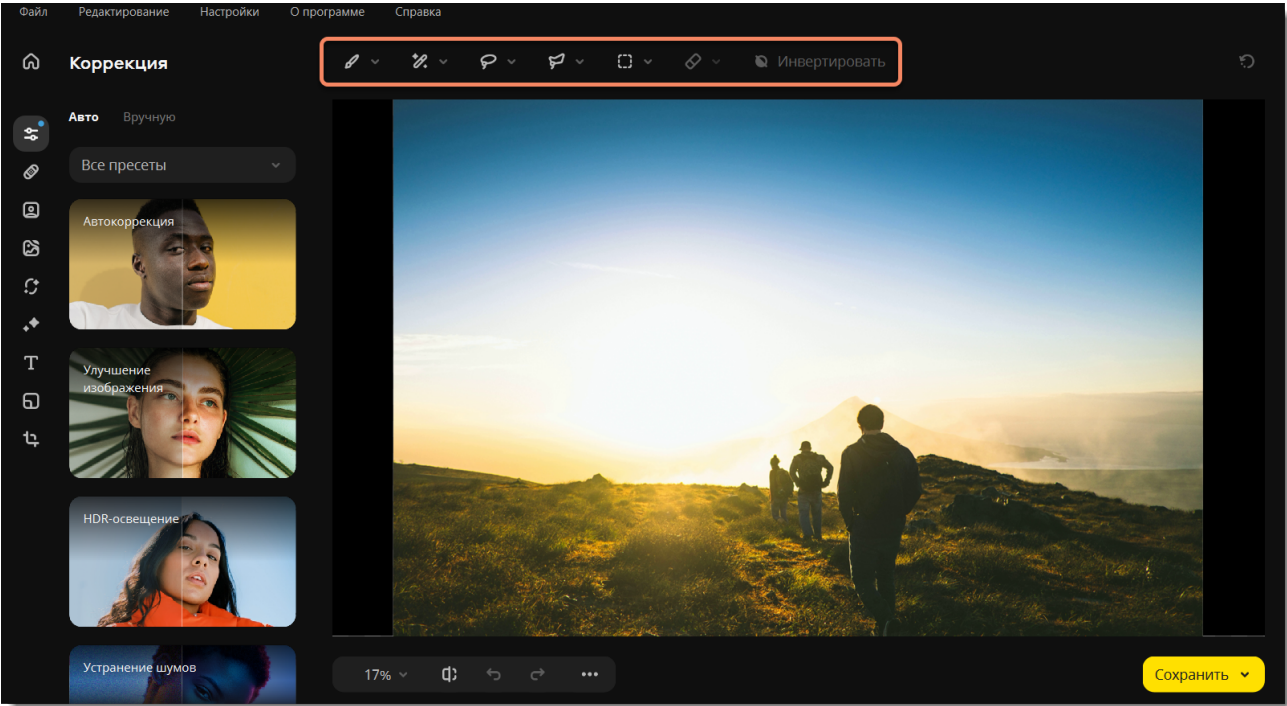 Файл Редактирование Настройки О программе Справка
Коррекция
Инвертировать
Авто Вручную
Все пресеты
Автокоррекция
Улучшение
изображения
HDR-освещение
Устранение шумов
17%
Сохранить